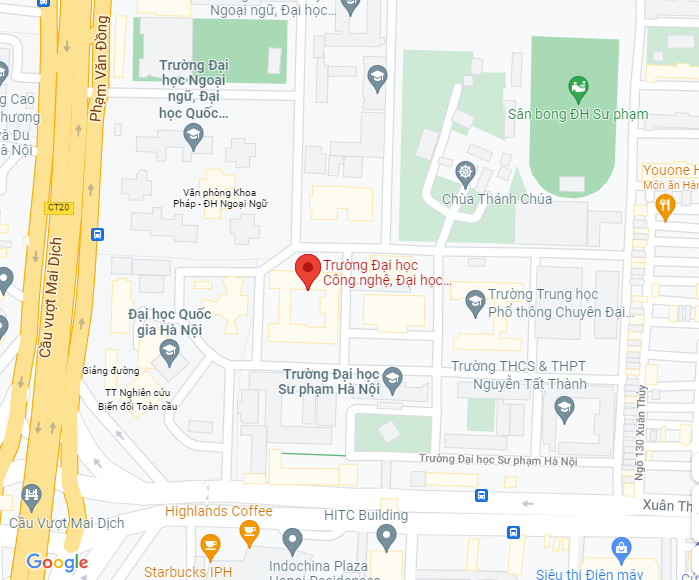 Ngoại ngữ, Đại học...
Phạm Văn Đồng
Trường Đại
học Ngoại
ngữ, Đại
học Quốc...
Sân bóng ĐH Sư phạm
ng Cao
hương
và Du
à Nội
Văn phòng Khoa
Pháp - ĐH Ngoại Ngữ
Chùa Thánh Chúa
Youone H
Món ăn Hàn
CT20
Cầu vượt Mai Dịch
Trường Đại học
Công nghệ, Đại học...
Đại học Quốc
gia Hà Nội
Trường Trung học
Phổ thông Chuyên Đại...
Giảng đường
TT Nghiên cứu
Biến đổi Toàn cầu
Trường Đại học
Sư phạm Hà Nội
Trường THCS & THPT
Nguyễn Tất Thành
Ngõ 130 Xuân Thủy
Trường Đại học Sư phạm Hà Nội
Xuân Th
Cầu Vượt Mai Dịch
Highlands Coffee
HITC Building
Google
Starbucks IPH
Indochina Plaza
Hanoi Residences
Siêu thị Điện máy